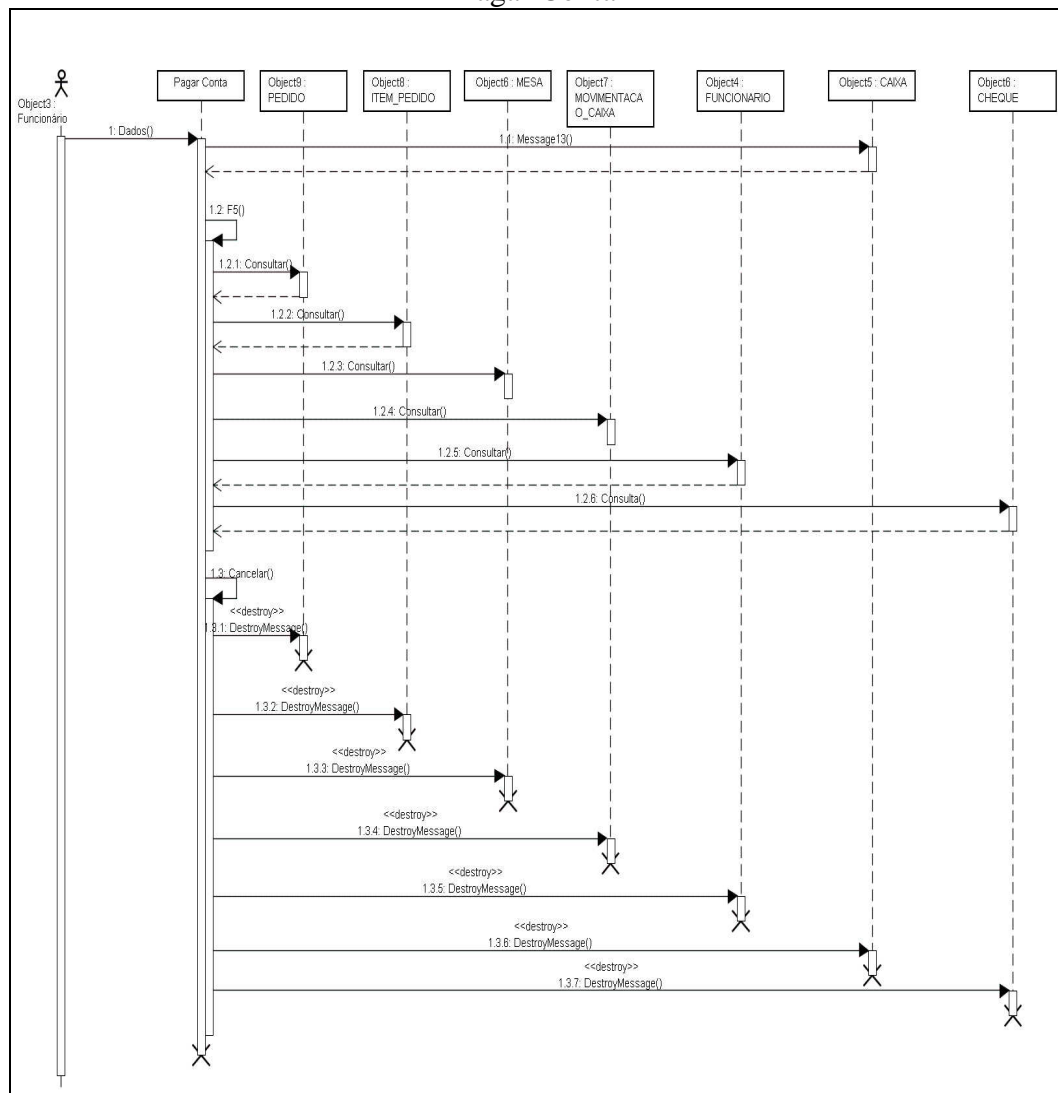 Object3 :
Funcionário
Pagar Conta
Object9 :
PEDIDO
Object8 :
ITEM_PEDIDO
Object6 : MESA
Object7 :
MOVIMENTACA
O_CAIXA
Object4 :
FUNCIONARIO
Object5 : CAIXA
Object6 :
CHEQUE
1: Dados()
1.1: Message13()
1.2: F5()
1.2.1: Consultar()
1.2.2: Consultar()
1.2.3: Consultar()
1.2.4: Consultar()
1.2.5: Consultar()
1.2.6: Consulta()
1.3: Cancelar()
<<destroy>>
1.3.1: DestroyMessage()
<<destroy>>
1.3.2: DestroyMessage()
<<destroy>>
1.3.3: DestroyMessage()
<<destroy>>
1.3.4: DestroyMessage()
<<destroy>>
1.3.5: DestroyMessage()
<<destroy>>
1.3.6: DestroyMessage()
<<destroy>>
1.3.7: DestroyMessage()